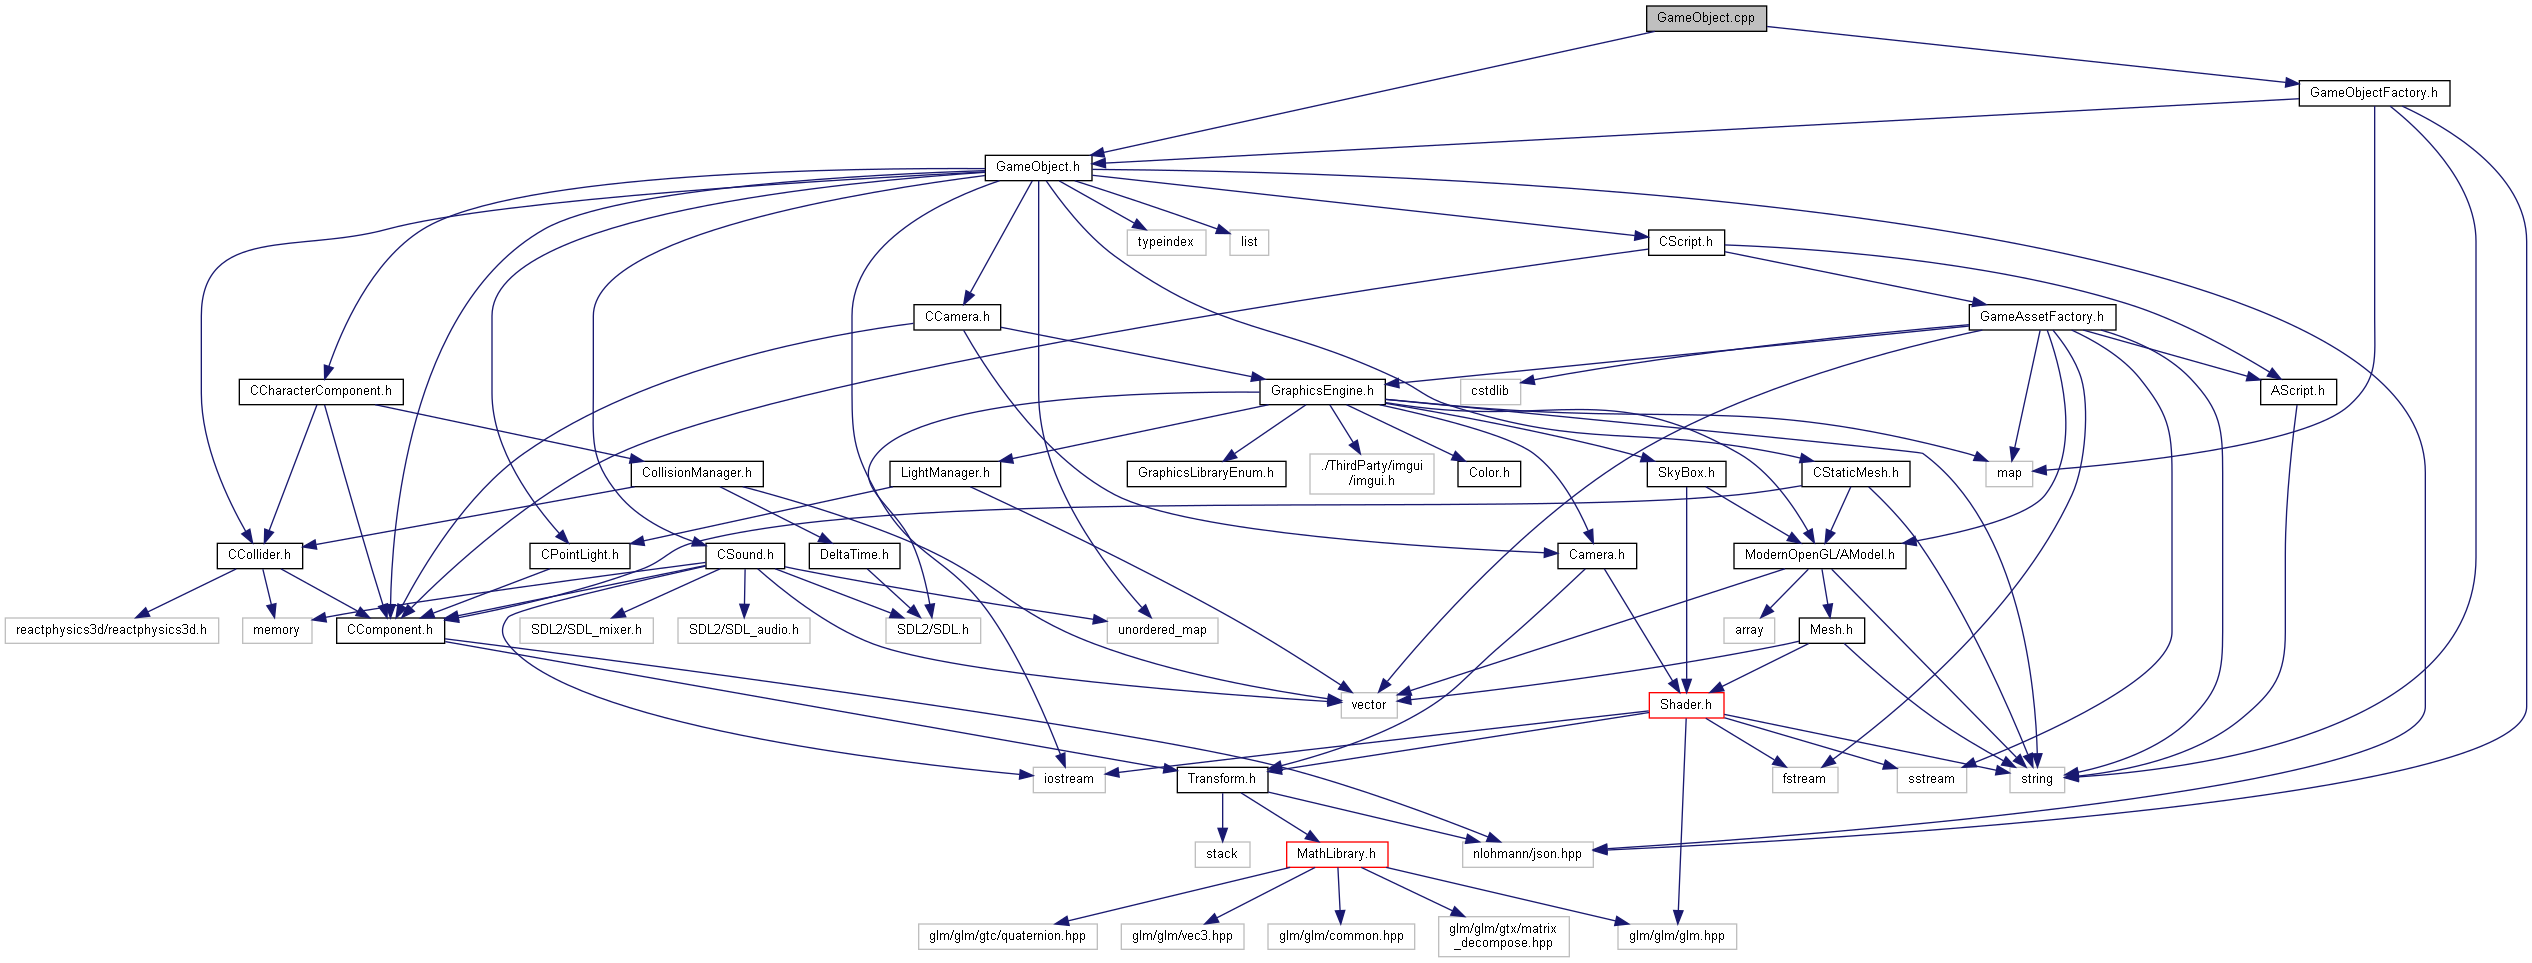 GameObject.cpp
GameObjectFactory.h
GameObject.h
typeindex
list
CScript.h
CCamera.h
GameAssetFactory.h
CCharacterComponent.h
GraphicsEngine.h
cstdlib
AScript.h
CollisionManager.h
LightManager.h
GraphicsLibraryEnum.h
./ThirdParty/imgui
/imgui.h
Color.h
SkyBox.h
CStaticMesh.h
map
CCollider.h
CPointLight.h
CSound.h
DeltaTime.h
Camera.h
ModernOpenGL/AModel.h
reactphysics3d/reactphysics3d.h
memory
CComponent.h
SDL2/SDL_mixer.h
SDL2/SDL_audio.h
SDL2/SDL.h
unordered_map
array
Mesh.h
vector
Shader.h
iostream
Transform.h
fstream
sstream
string
stack
MathLibrary.h
nlohmann/json.hpp
glm/glm/gtc/quaternion.hpp
glm/glm/vec3.hpp
glm/glm/common.hpp
glm/glm/gtx/matrix
_decompose.hpp
glm/glm/glm.hpp